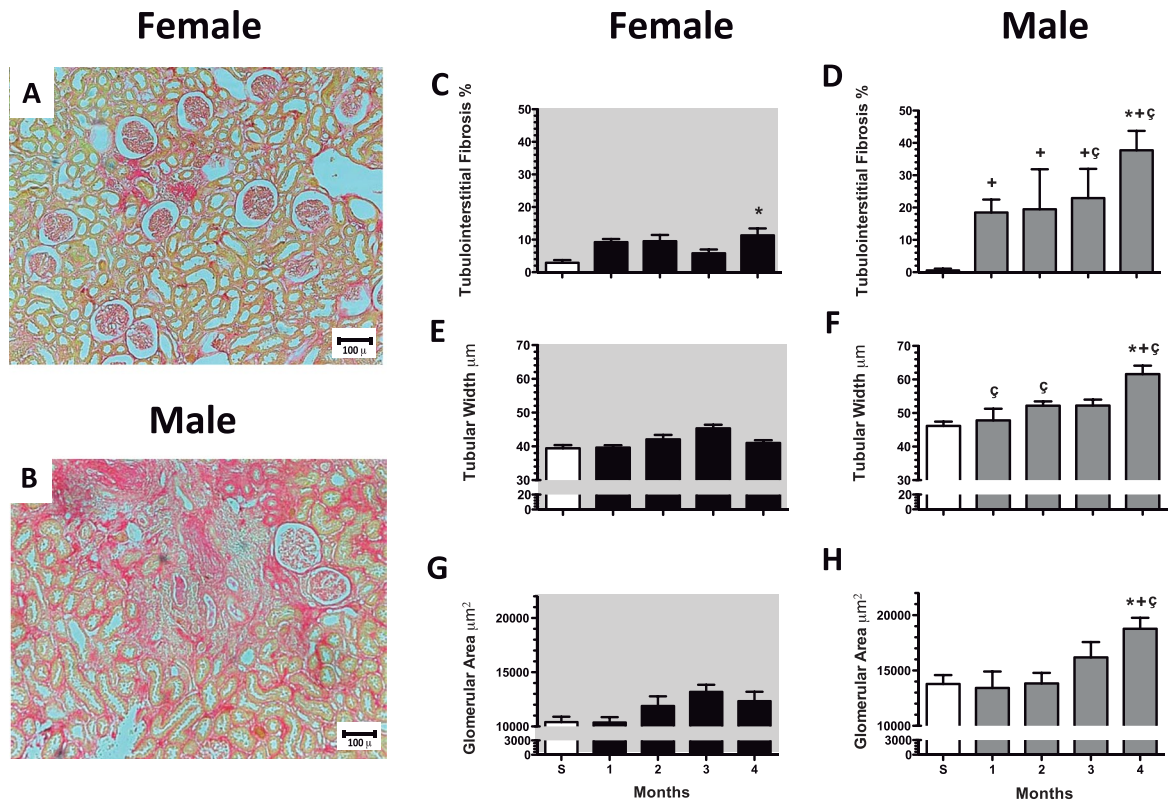 Female
Female
Male
A
100 μ
Male
B
100 μ
C
Tubulointerstitial Fibrosis %
50
40
30
20
10
0
*
D
Tubulointerstitial Fibrosis %
50
40
30
20
10
0
+
+
+ç
*+ç
E
Tubular Width μm
70
60
50
40
30
20
0
F
Tubular Width μm
70
60
50
40
30
20
0
ç
ç
*+ç
G
Glomerular Area μm²
20000
15000
10000
3000
0
S 1 2 3 4
Months
H
Glomerular Area μm²
20000
15000
10000
3000
0
*+ç
S 1 2 3 4
Months